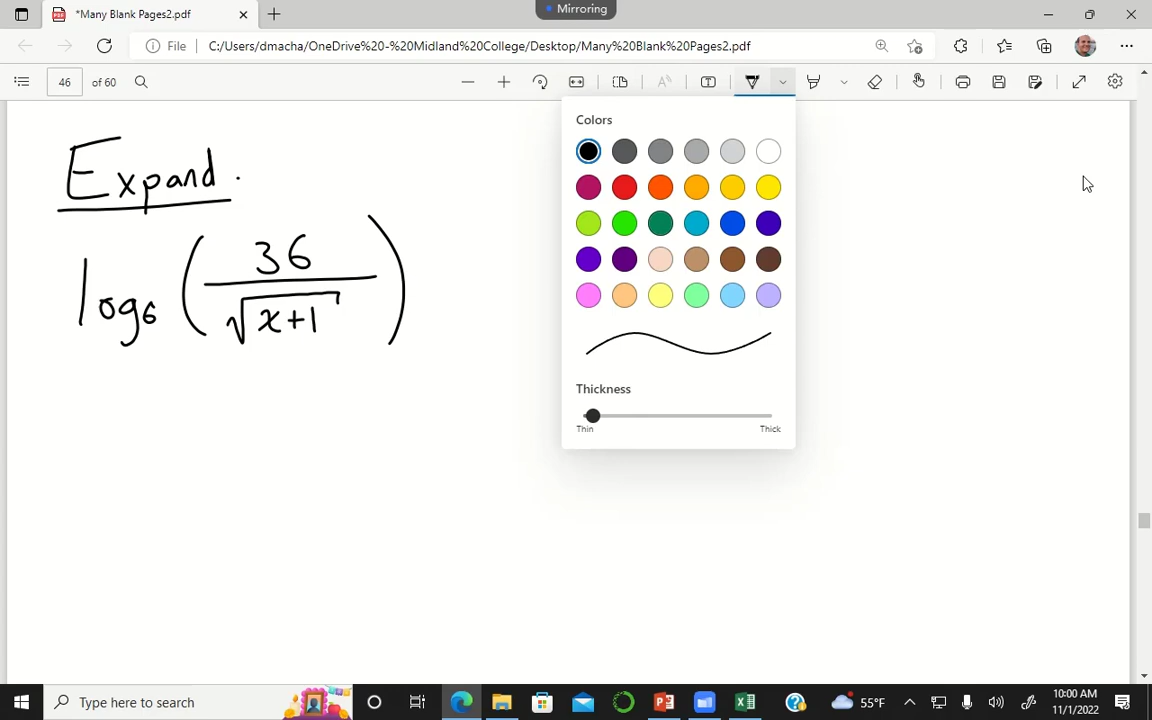 Mirroring
*Many Blank Pages2.pdf
File C:/Users/dmacha/OneDrive%20-%20Midland%20College/Desktop/Many%20Blank%20Pages2.pdf
46 of 60
Colors
Expand.
log₆ ( 36 / √(x+1) )
Thickness
Thin Thick
Type here to search
55°F
10:00 AM
11/1/2022